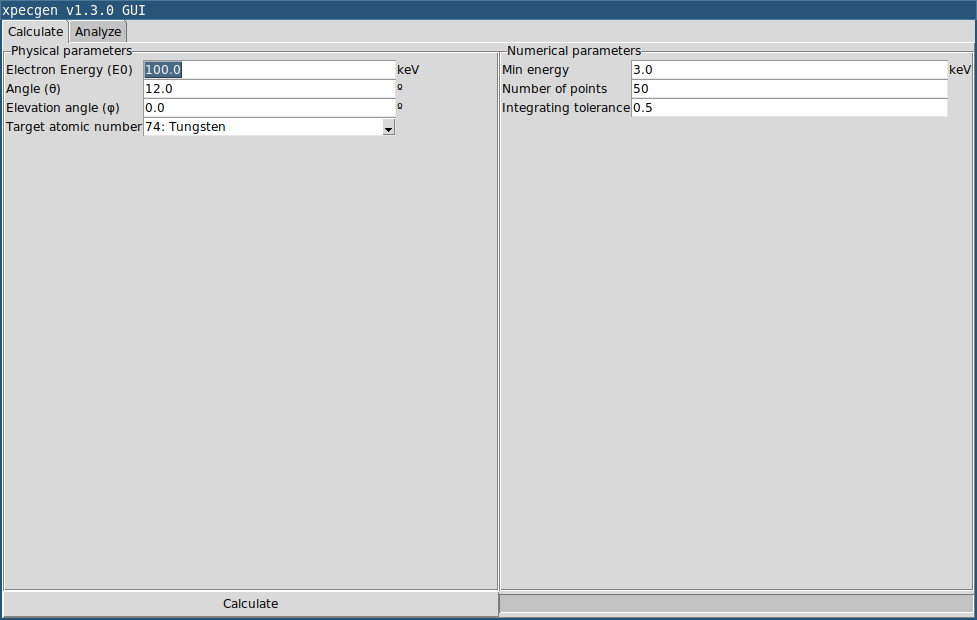 xpecgen v1.3.0 GUI
Calculate Analyze
Physical parameters
Electron Energy (E0) 100.0 keV
Angle (θ) 12.0 º
Elevation angle (φ) 0.0 º
Target atomic number 74: Tungsten
Numerical parameters
Min energy 3.0 keV
Number of points 50
Integrating tolerance 0.5
Calculate